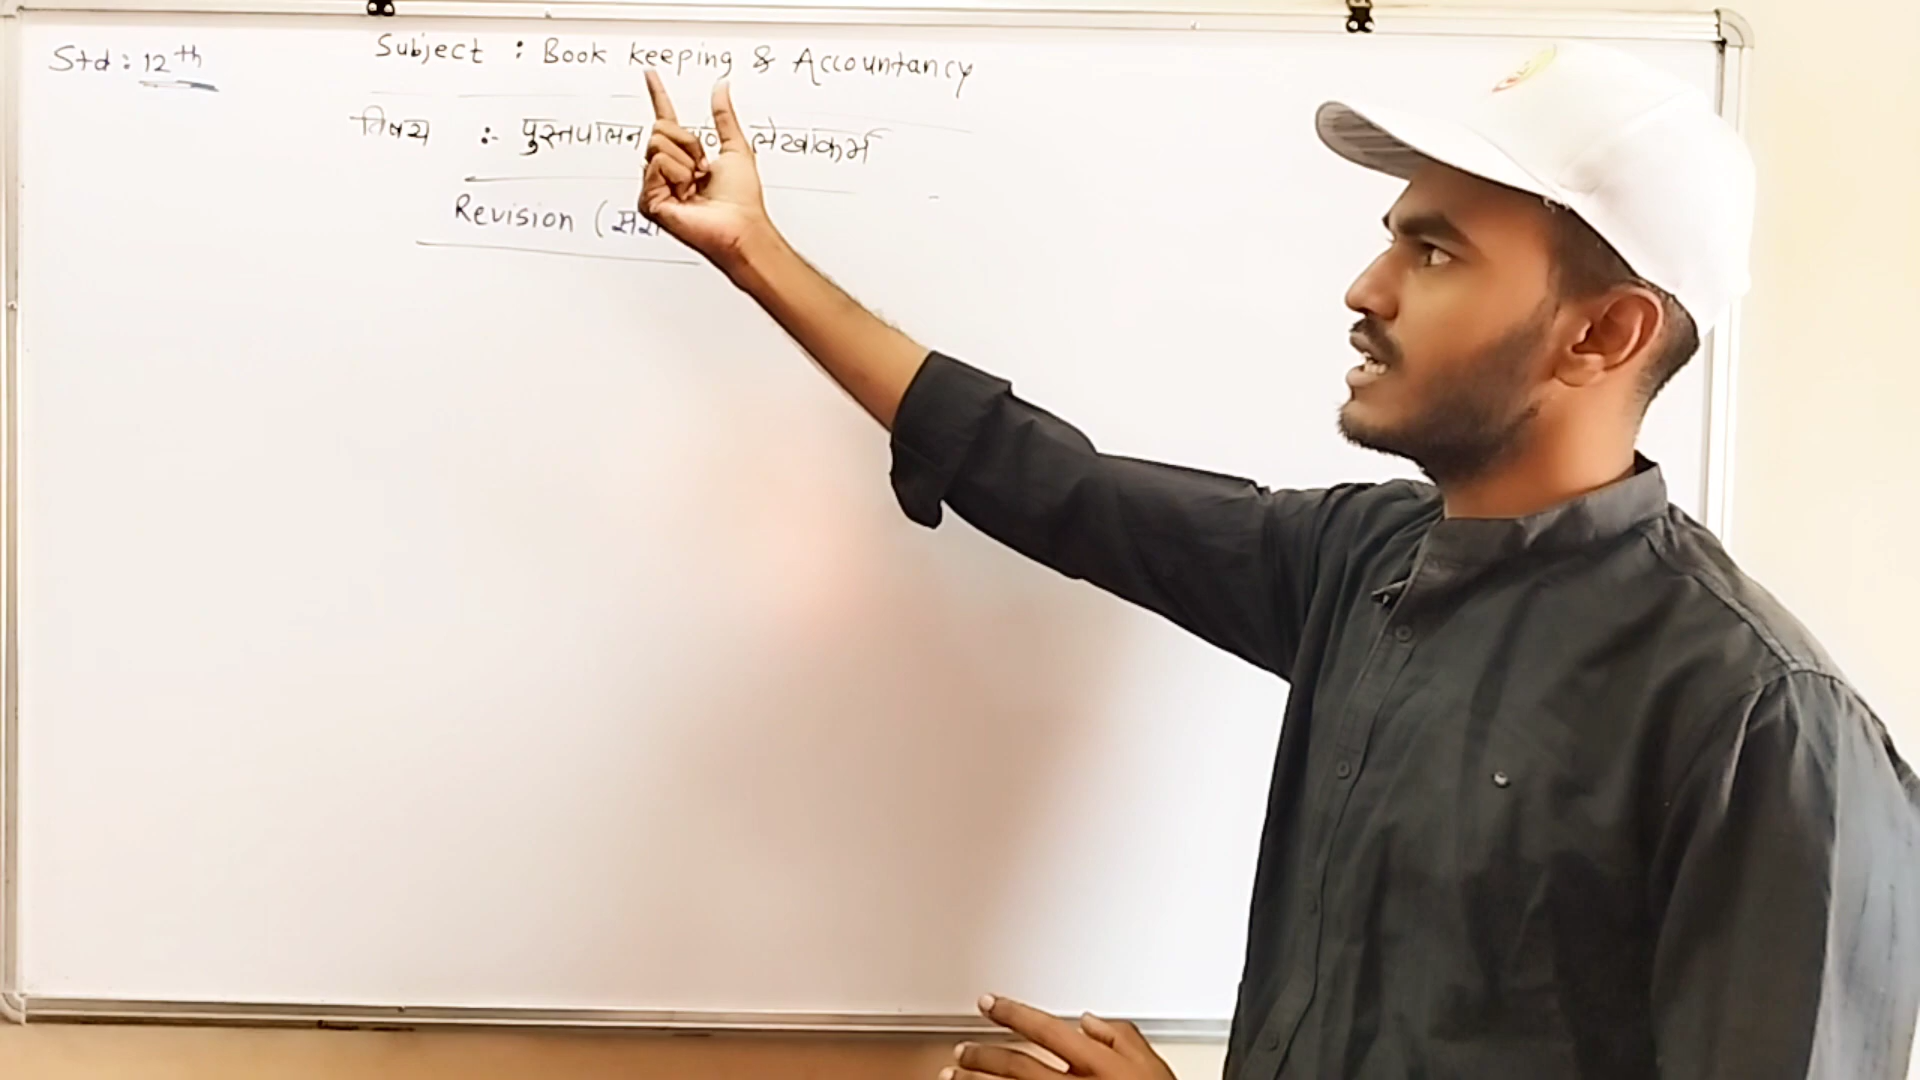 Std : 12th
Subject : Book keeping & Accountancy
विषय :- पुस्तपालन लेखाकर्म
Revision (